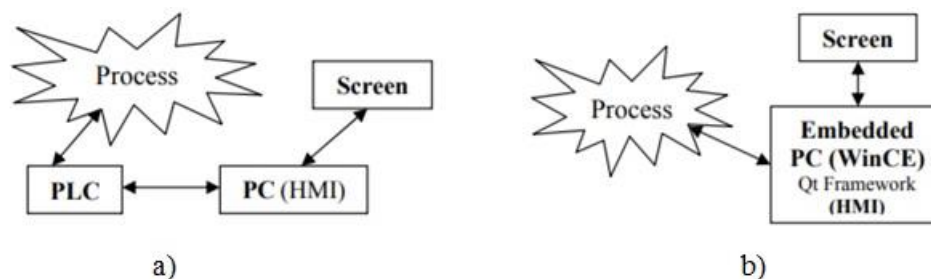 Process
Screen
PLC
PC (HMI)
a)
Screen
Process
Embedded
PC (WinCE)
Qt Framework
(HMI)
b)